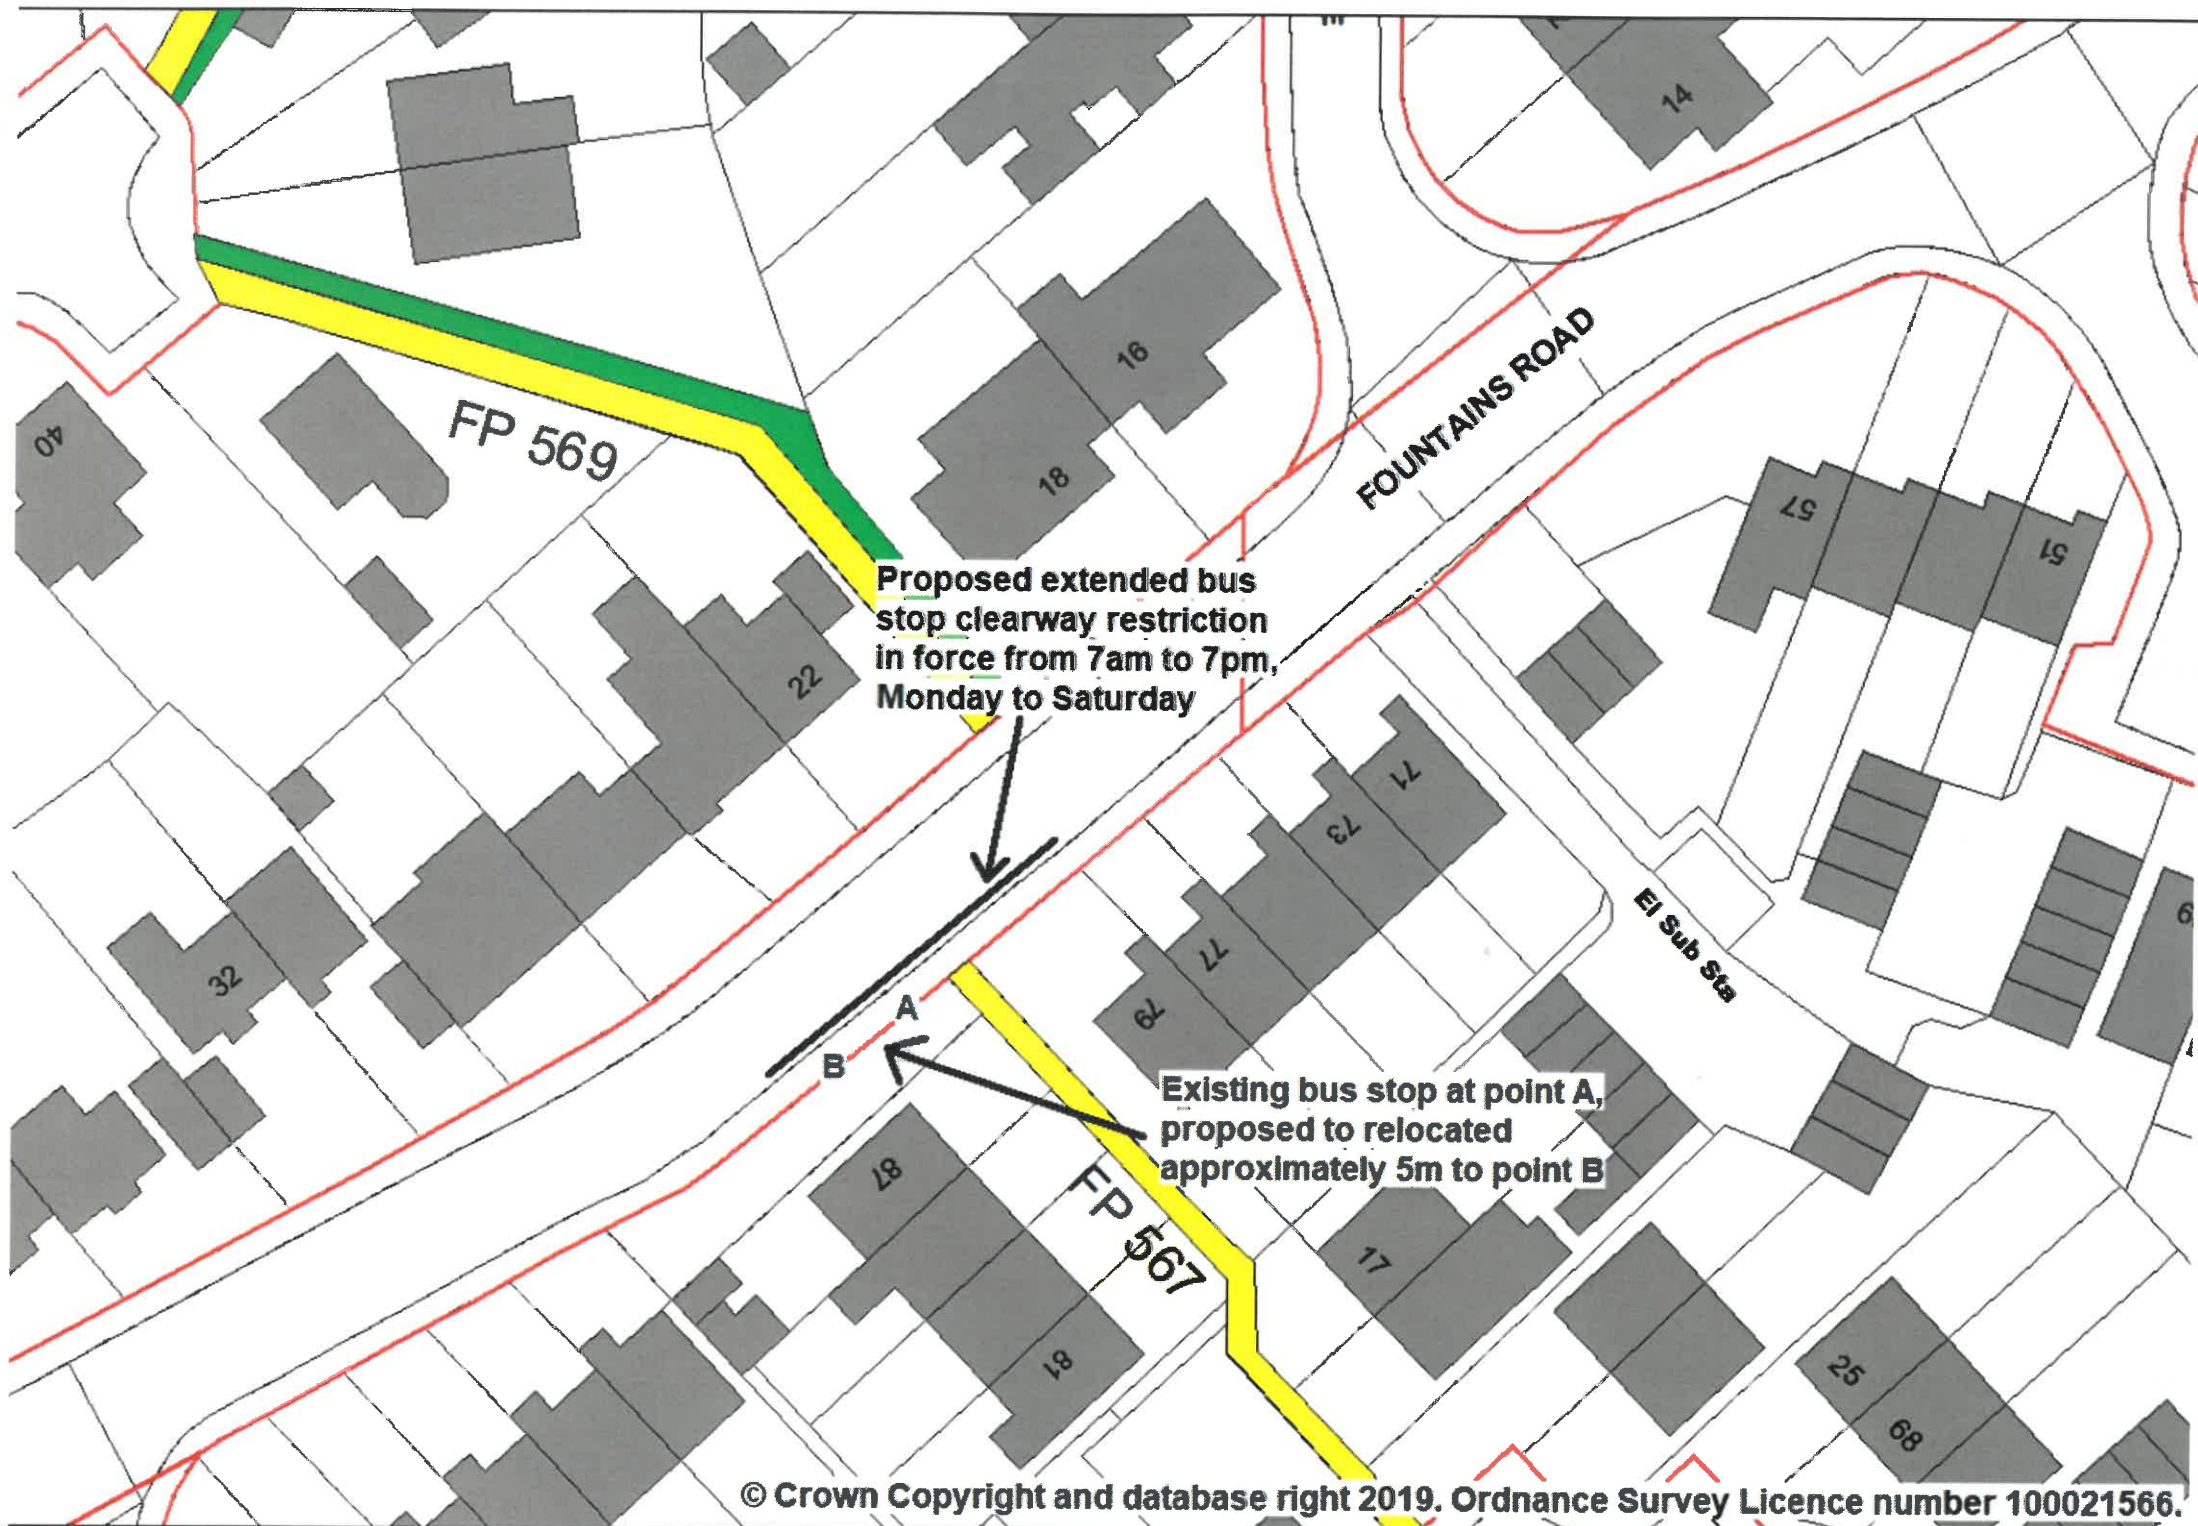 14
16
18
FOUNTAINS ROAD
40
FP 569
57
51
Proposed extended bus
stop clearway restriction
in force from 7am to 7pm,
Monday to Saturday
22
71
73
77
79
32
El Sub Sta
A
B
Existing bus stop at point A,
proposed to relocated
approximately 5m to point B
87
81
FP 567
17
25
68
© Crown Copyright and database right 2019. Ordnance Survey Licence number 100021566.